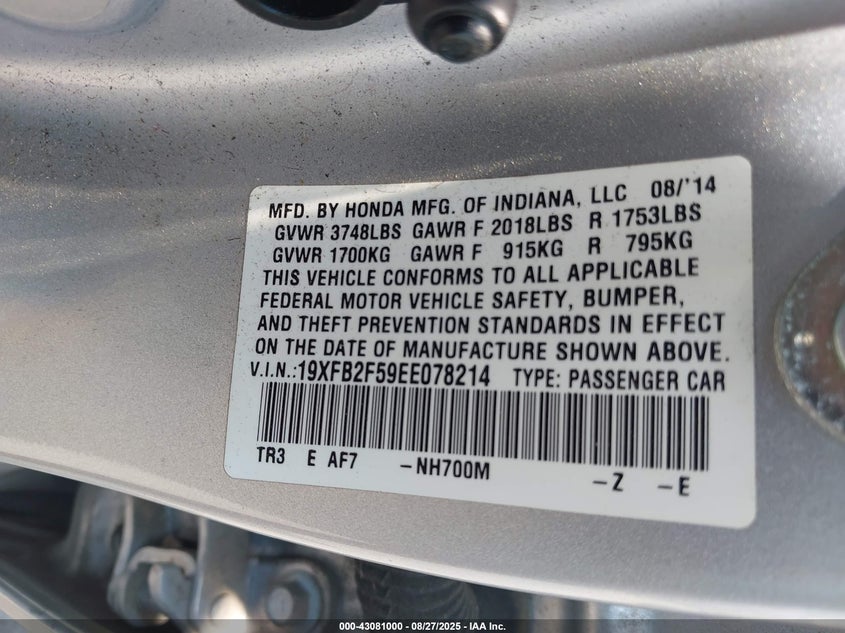 MFD. BY HONDA MFG. OF INDIANA, LLC 08/'14
GVWR 3748LBS GAWR F 2018LBS R 1753LBS
GVWR 1700KG GAWR F 915KG R 795KG
THIS VEHICLE CONFORMS TO ALL APPLICABLE
FEDERAL MOTOR VEHICLE SAFETY, BUMPER,
AND THEFT PREVENTION STANDARDS IN EFFECT
ON THE DATE OF MANUFACTURE SHOWN ABOVE.
V.I.N.:19XFB2F59EE078214 TYPE: PASSENGER CAR
TR3 E AF7 -NH700M -Z -E
000-43081000 - 08/27/2025 - IAA Inc.